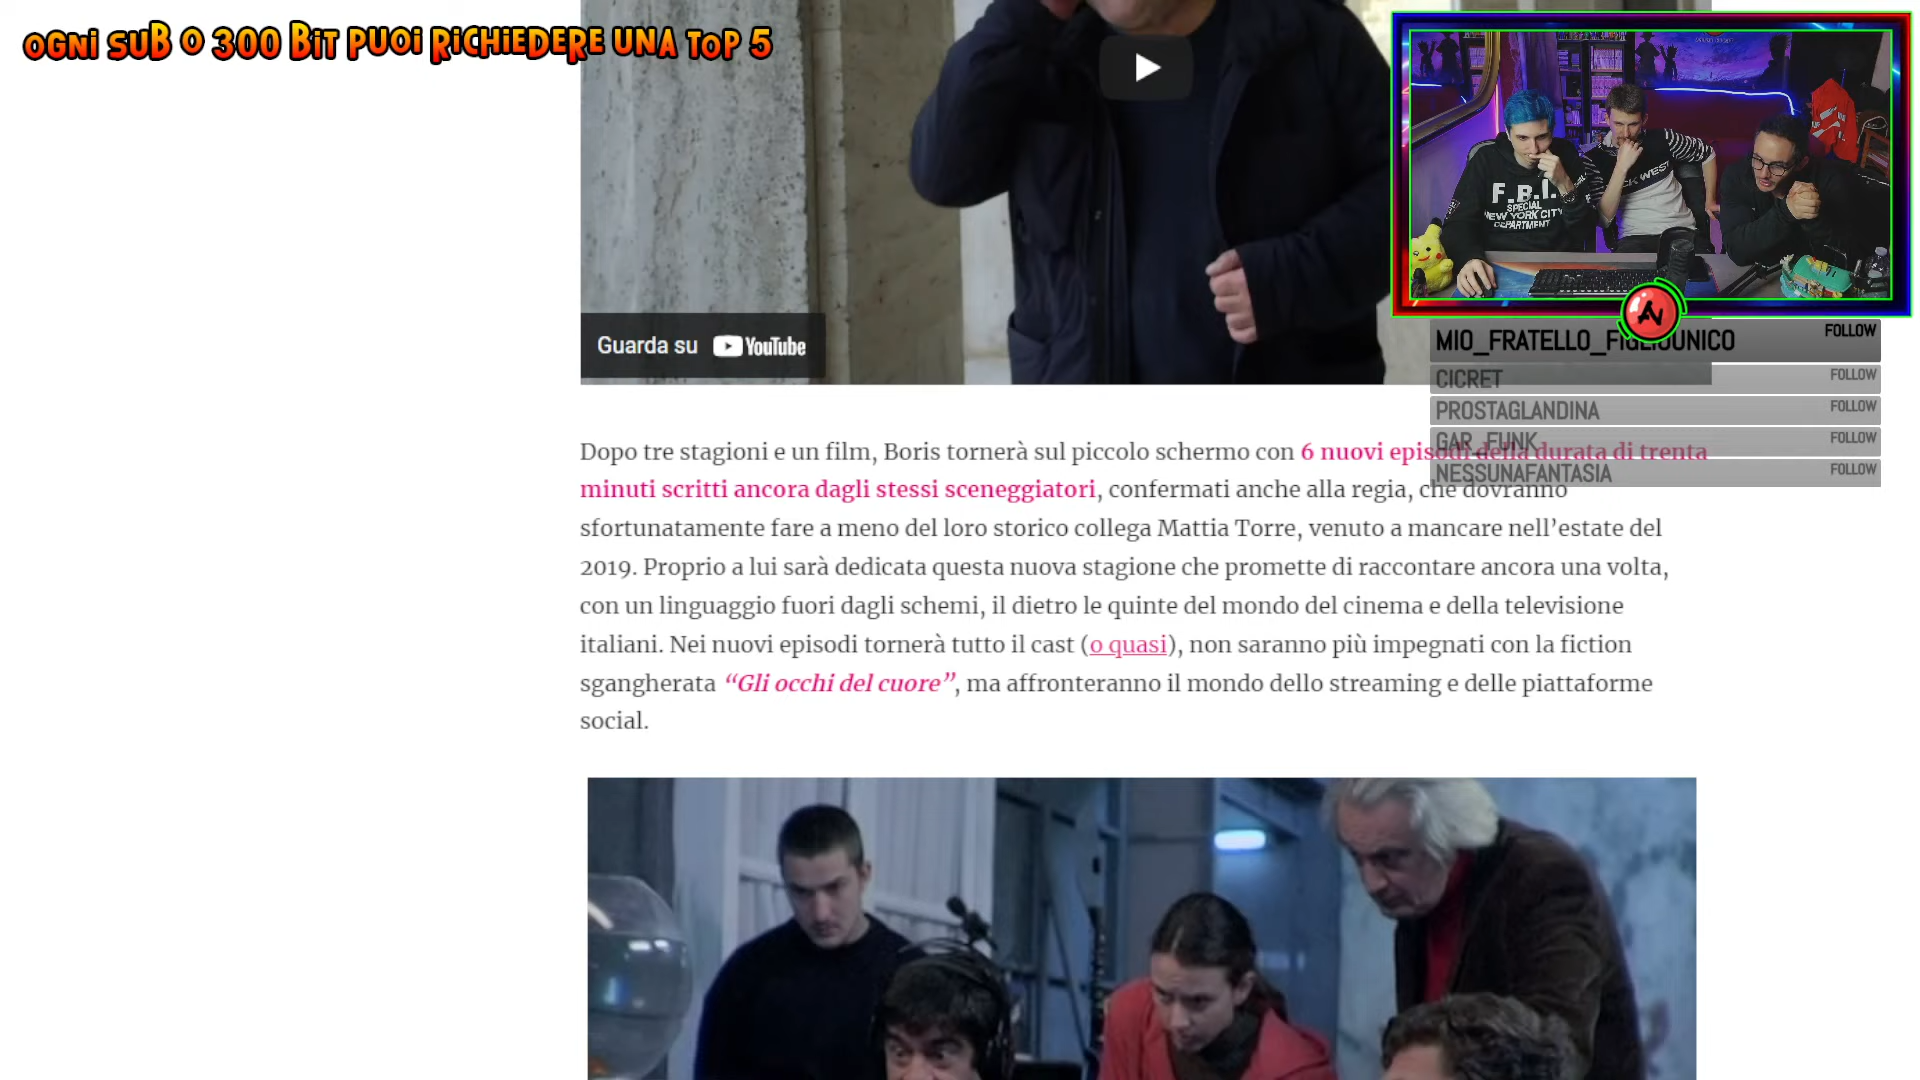 OGNI SUB O 300 BIT PUOI RICHIEDERE UNA TOP 5
F.B.I.
SPECIAL
NEW YORK CITY
DEPARTMENT
Guarda su YouTube
MIO_FRATELLO_FIGLIOUNICO FOLLOW
CICRET FOLLOW
PROSTAGLANDINA FOLLOW
GAR_FUNK FOLLOW
NESSUNAFANTASIA FOLLOW
Dopo tre stagioni e un film, Boris tornerà sul piccolo schermo con 6 nuovi episodi della durata di trenta
minuti scritti ancora dagli stessi sceneggiatori, confermati anche alla regia, che dovranno
sfortunatamente fare a meno del loro storico collega Mattia Torre, venuto a mancare nell’estate del
2019. Proprio a lui sarà dedicata questa nuova stagione che promette di raccontare ancora una volta,
con un linguaggio fuori dagli schemi, il dietro le quinte del mondo del cinema e della televisione
italiani. Nei nuovi episodi tornerà tutto il cast (o quasi), non saranno più impegnati con la fiction
sgangherata “Gli occhi del cuore”, ma affronteranno il mondo dello streaming e delle piattaforme
social.